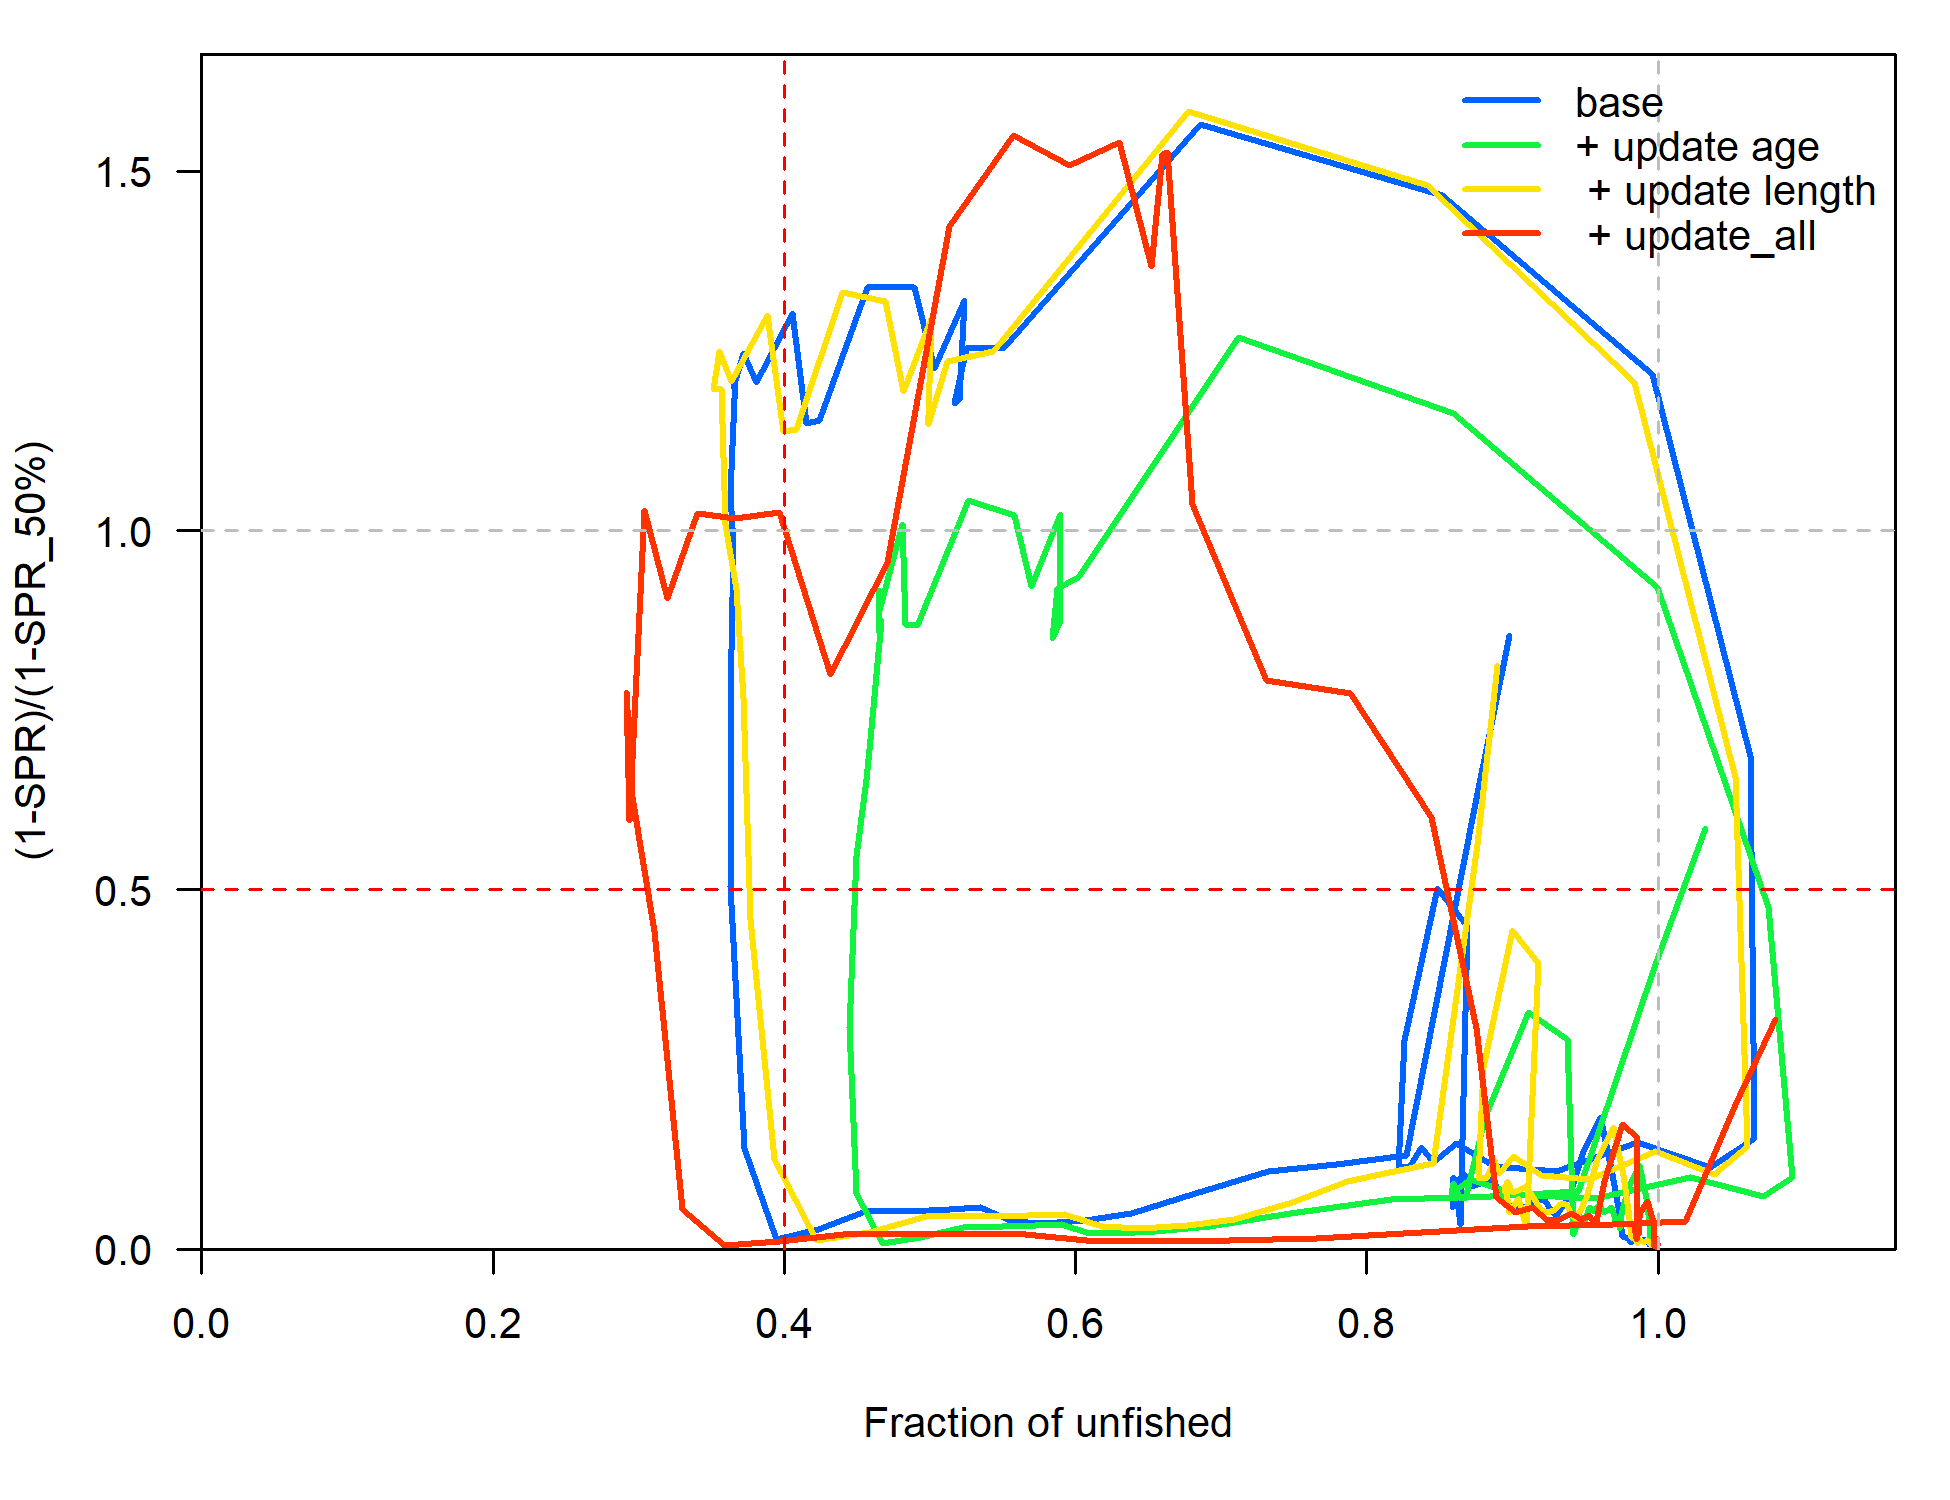 base
+ update age
+ update length
+ update_all
1.5
1.0
0.5
0.0
(1-SPR)/(1-SPR_50%)
0.0 0.2 0.4 0.6 0.8 1.0
Fraction of unfished